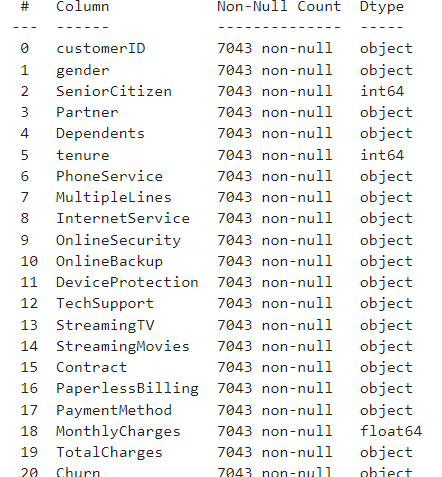 # Column Non-Null Count Dtype
--- ------ -------------- -----
0 customerID 7043 non-null object
1 gender 7043 non-null object
2 SeniorCitizen 7043 non-null int64
3 Partner 7043 non-null object
4 Dependents 7043 non-null object
5 tenure 7043 non-null int64
6 PhoneService 7043 non-null object
7 MultipleLines 7043 non-null object
8 InternetService 7043 non-null object
9 OnlineSecurity 7043 non-null object
10 OnlineBackup 7043 non-null object
11 DeviceProtection 7043 non-null object
12 TechSupport 7043 non-null object
13 StreamingTV 7043 non-null object
14 StreamingMovies 7043 non-null object
15 Contract 7043 non-null object
16 PaperlessBilling 7043 non-null object
17 PaymentMethod 7043 non-null object
18 MonthlyCharges 7043 non-null float64
19 TotalCharges 7043 non-null object
20 Churn 7043 non-null object